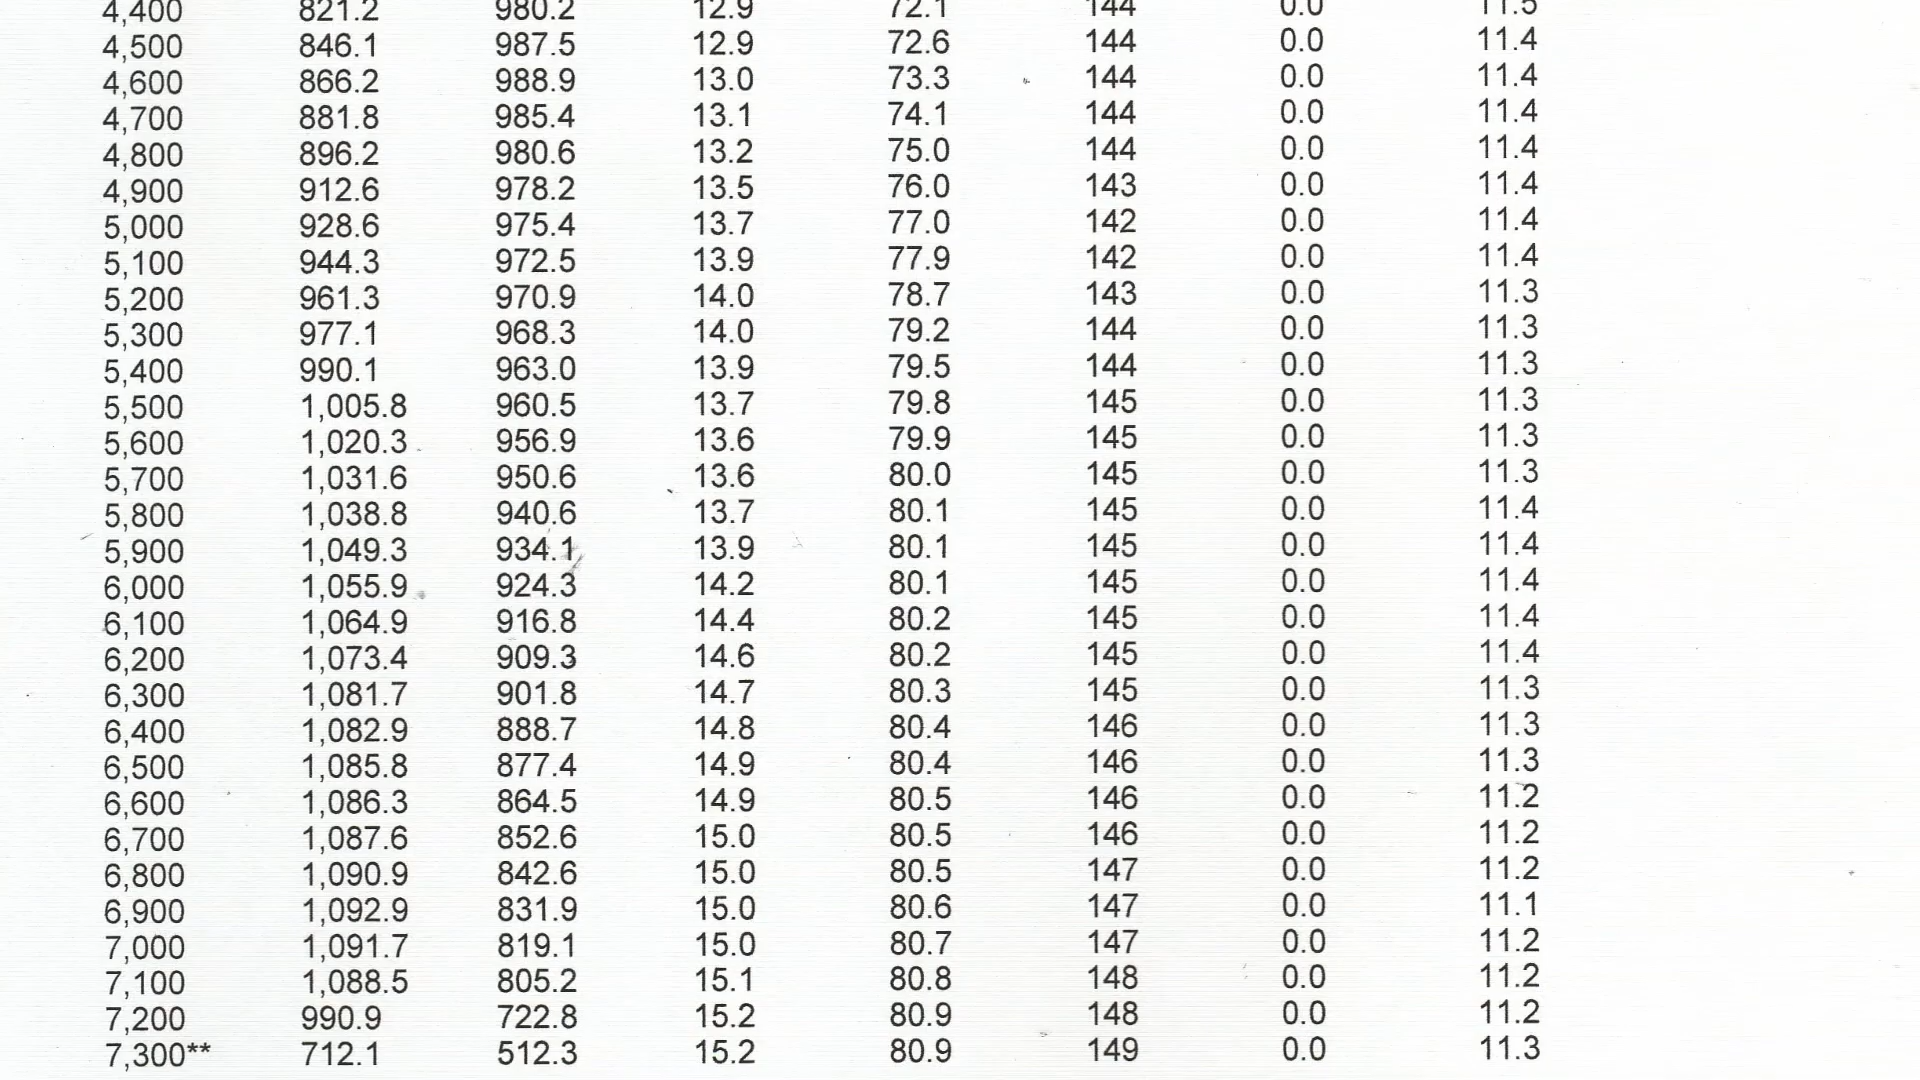 4,400 821.2 980.2 12.9 72.1 144 0.0 11.5
4,500 846.1 987.5 12.9 72.6 144 0.0 11.4
4,600 866.2 988.9 13.0 73.3 144 0.0 11.4
4,700 881.8 985.4 13.1 74.1 144 0.0 11.4
4,800 896.2 980.6 13.2 75.0 144 0.0 11.4
4,900 912.6 978.2 13.5 76.0 143 0.0 11.4
5,000 928.6 975.4 13.7 77.0 142 0.0 11.4
5,100 944.3 972.5 13.9 77.9 142 0.0 11.4
5,200 961.3 970.9 14.0 78.7 143 0.0 11.3
5,300 977.1 968.3 14.0 79.2 144 0.0 11.3
5,400 990.1 963.0 13.9 79.5 144 0.0 11.3
5,500 1,005.8 960.5 13.7 79.8 145 0.0 11.3
5,600 1,020.3 956.9 13.6 79.9 145 0.0 11.3
5,700 1,031.6 950.6 13.6 80.0 145 0.0 11.3
5,800 1,038.8 940.6 13.7 80.1 145 0.0 11.4
5,900 1,049.3 934.1 13.9 80.1 145 0.0 11.4
6,000 1,055.9 924.3 14.2 80.1 145 0.0 11.4
6,100 1,064.9 916.8 14.4 80.2 145 0.0 11.4
6,200 1,073.4 909.3 14.6 80.2 145 0.0 11.4
6,300 1,081.7 901.8 14.7 80.3 145 0.0 11.3
6,400 1,082.9 888.7 14.8 80.4 146 0.0 11.3
6,500 1,085.8 877.4 14.9 80.4 146 0.0 11.3
6,600 1,086.3 864.5 14.9 80.5 146 0.0 11.2
6,700 1,087.6 852.6 15.0 80.5 146 0.0 11.2
6,800 1,090.9 842.6 15.0 80.5 147 0.0 11.2
6,900 1,092.9 831.9 15.0 80.6 147 0.0 11.1
7,000 1,091.7 819.1 15.0 80.7 147 0.0 11.2
7,100 1,088.5 805.2 15.1 80.8 148 0.0 11.2
7,200 990.9 722.8 15.2 80.9 148 0.0 11.2
7,300** 712.1 512.3 15.2 80.9 149 0.0 11.3